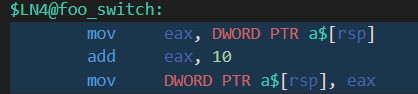 $LN4@foo_switch:
mov eax, DWORD PTR a$[rsp]
add eax, 10
mov DWORD PTR a$[rsp], eax